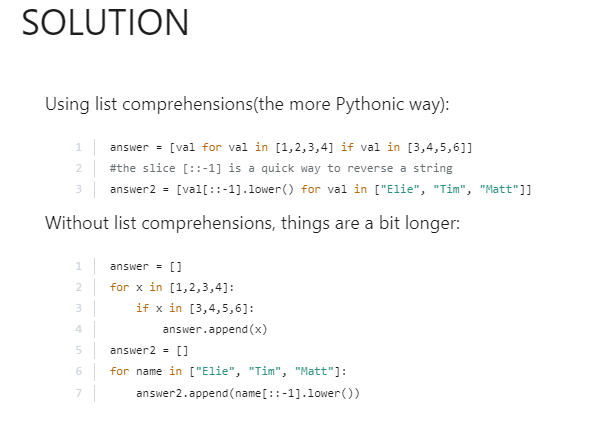 SOLUTION
Using list comprehensions(the more Pythonic way):
1 answer = [val for val in [1,2,3,4] if val in [3,4,5,6]]
2 #the slice [::-1] is a quick way to reverse a string
3 answer2 = [val[::-1].lower() for val in ["Elie", "Tim", "Matt"]]
Without list comprehensions, things are a bit longer:
1 answer = []
2 for x in [1,2,3,4]:
3     if x in [3,4,5,6]:
4         answer.append(x)
5 answer2 = []
6 for name in ["Elie", "Tim", "Matt"]:
7     answer2.append(name[::-1].lower())